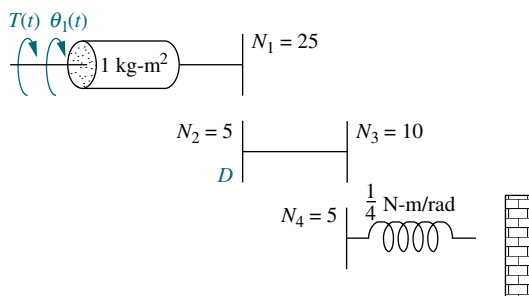 T(t) θ₁(t)
1 kg-m²
N₁ = 25
N₂ = 5
N₃ = 10
D
N₄ = 5
1/4 N-m/rad